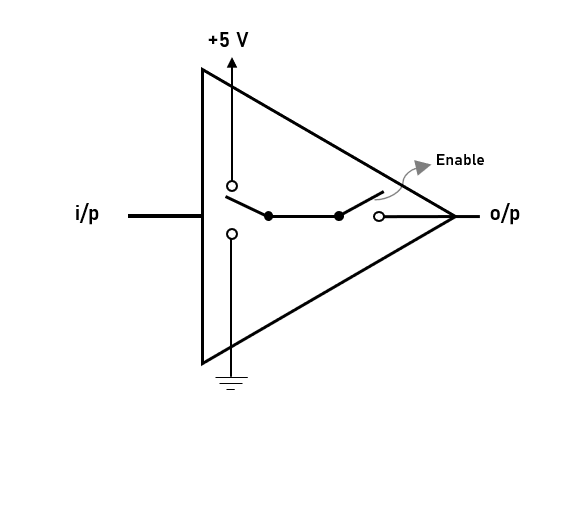 +5 V
Enable
i/p
o/p